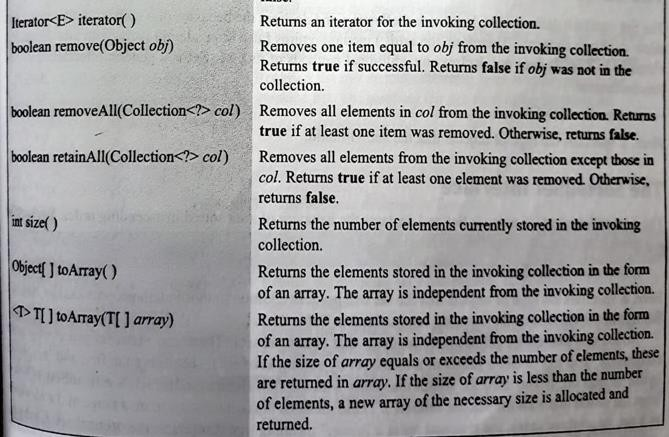 false.
Iterator<E> iterator( )
Returns an iterator for the invoking collection.
boolean remove(Object obj)
Removes one item equal to obj from the invoking collection.
Returns true if successful. Returns false if obj was not in the
collection.
boolean removeAll(Collection<?> col)
Removes all elements in col from the invoking collection. Returns
true if at least one item was removed. Otherwise, returns false.
boolean retainAll(Collection<?> col)
Removes all elements from the invoking collection except those in
col. Returns true if at least one element was removed. Otherwise,
returns false.
int size( )
Returns the number of elements currently stored in the invoking
collection.
Object[ ] toArray( )
Returns the elements stored in the invoking collection in the form
of an array. The array is independent from the invoking collection.
<T> T[ ] toArray(T[ ] array)
Returns the elements stored in the invoking collection in the form
of an array. The array is independent from the invoking collection.
If the size of array equals or exceeds the number of elements, these
are returned in array. If the size of array is less than the number
of elements, a new array of the necessary size is allocated and
returned.